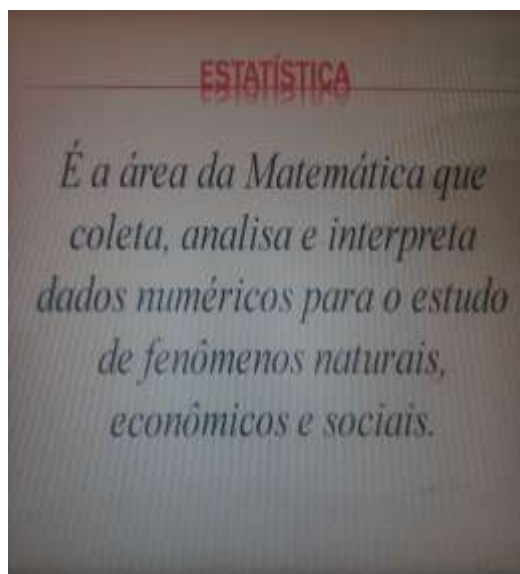 ESTATÍSTICA
É a área da Matemática que
coleta, analisa e interpreta
dados numéricos para o estudo
de fenômenos naturais,
econômicos e sociais.